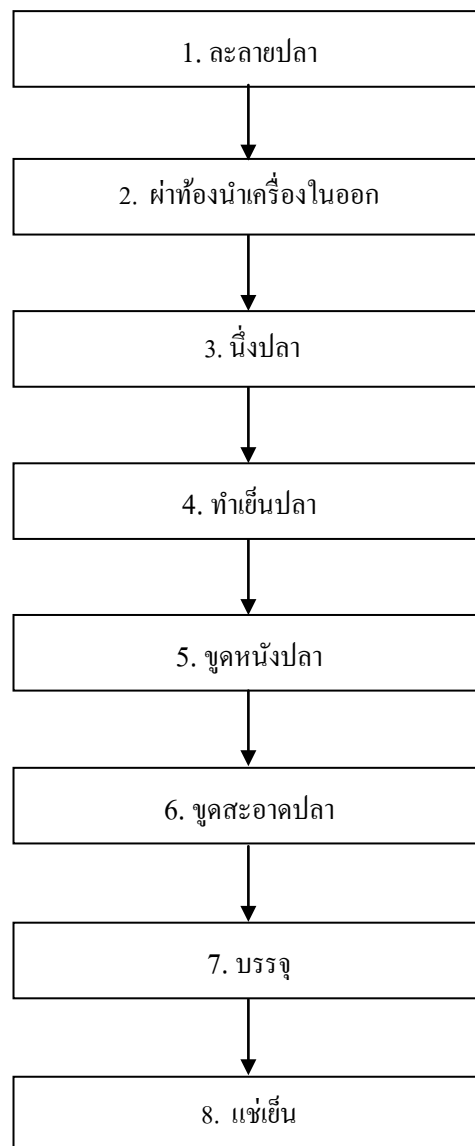 1. ละลายปลา
2. ผ่าท้องนำเครื่องในออก
3. นึ่งปลา
4. ทำเย็นปลา
5. ขูดหนังปลา
6. ขูดสะอาดปลา
7. บรรจุ
8. แช่เย็น